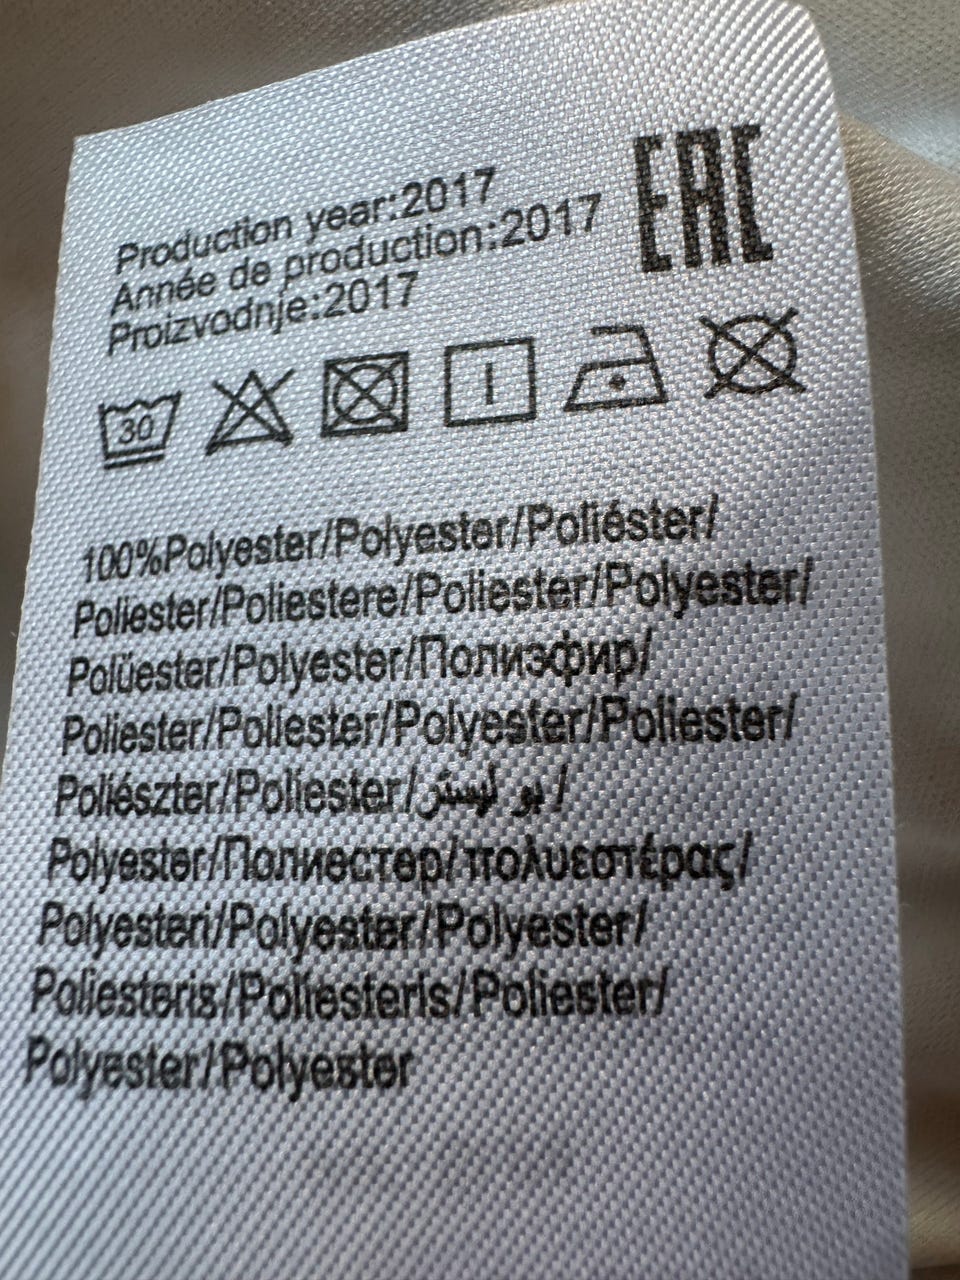 EAC
Production year:2017
Année de production:2017
Proizvodnje:2017
30
100%Polyester/Polyester/Poliéster/
Poliester/Poliestere/Poliester/Polyester/
Polüester/Polyester/Полиэфир/
Poliester/Poliester/Polyester/Poliester/
Poliészter/Poliester/بو ليستر/
Polyester/Полиестер/πολυεστέρας/
Polyesteri/Polyester/Polyester/
Poliesteris/Poliesteris/Poliester/
Polyester/Polyester